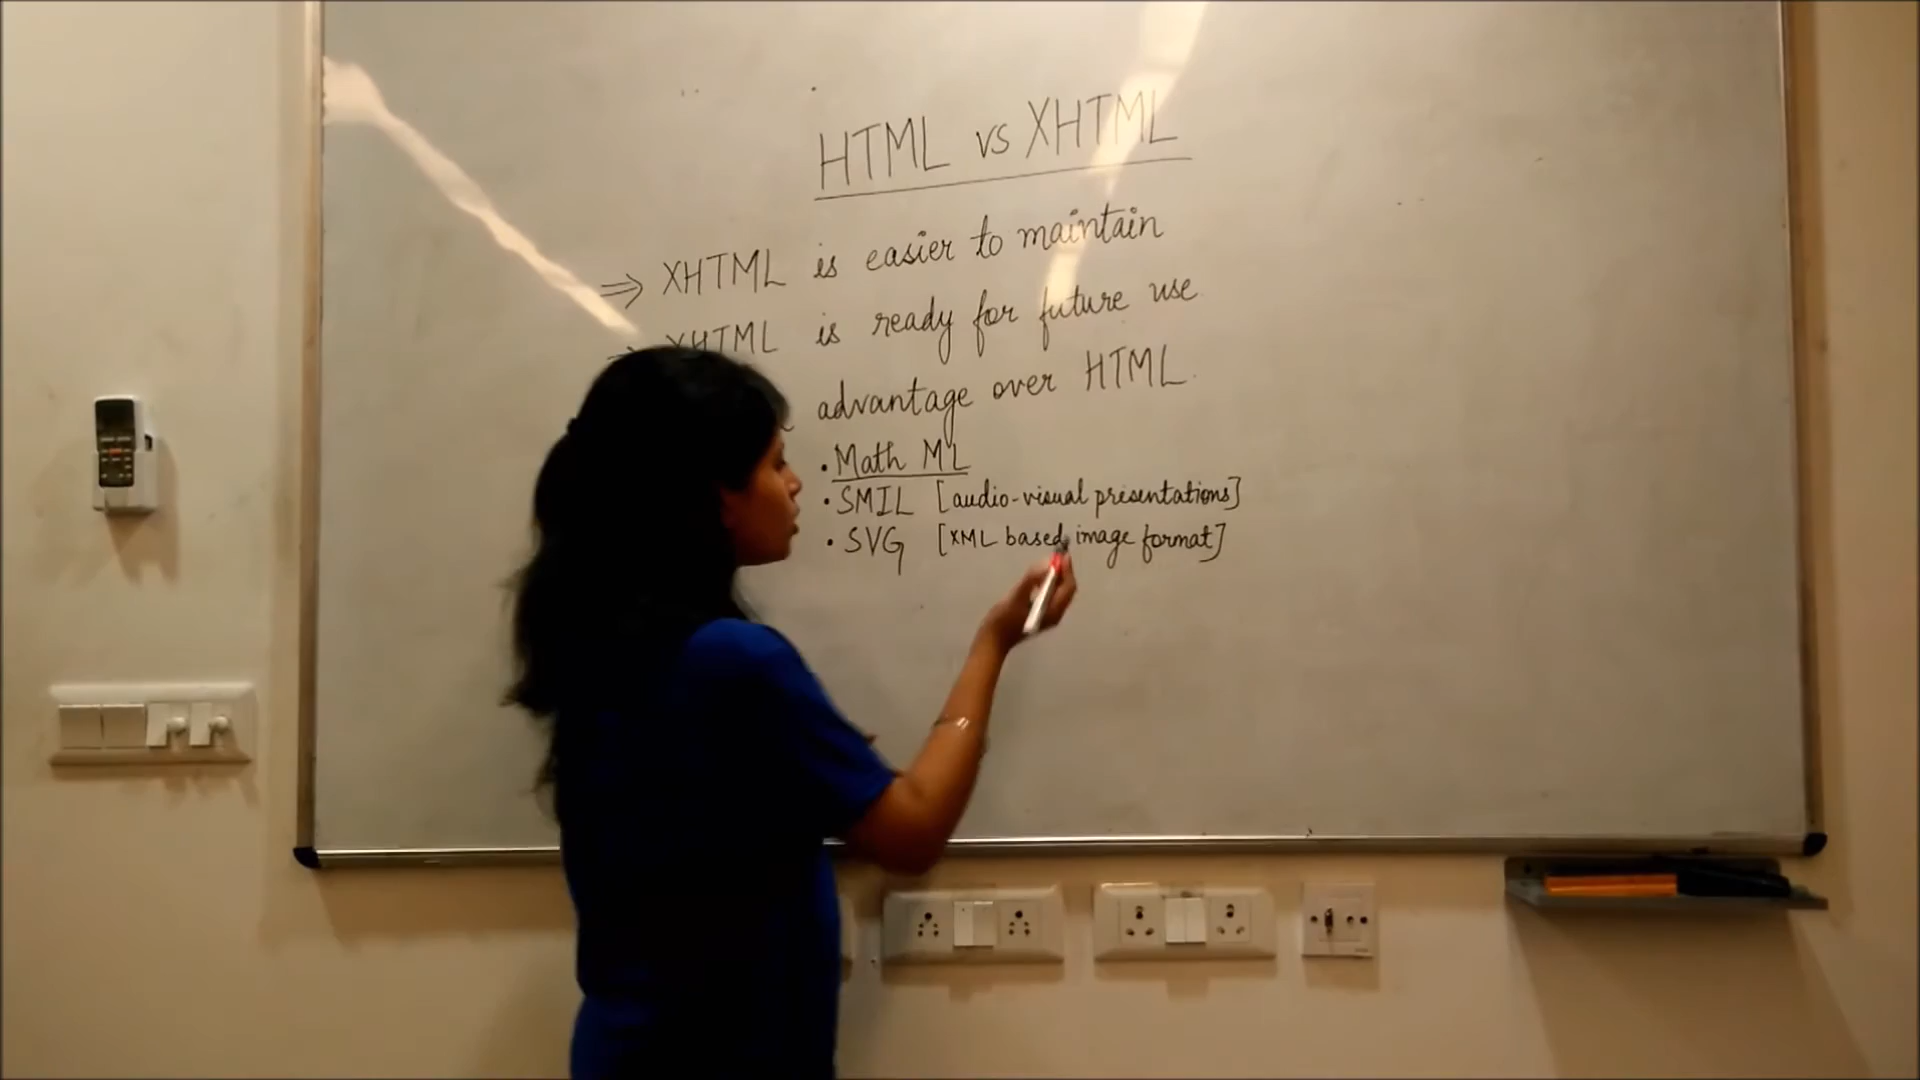 HTML vs XHTML
⇒ XHTML is easier to maintain
XHTML is ready for future use
advantage over HTML.
• Math ML
• SMIL [audio-visual presentations]
• SVG [XML based image format]